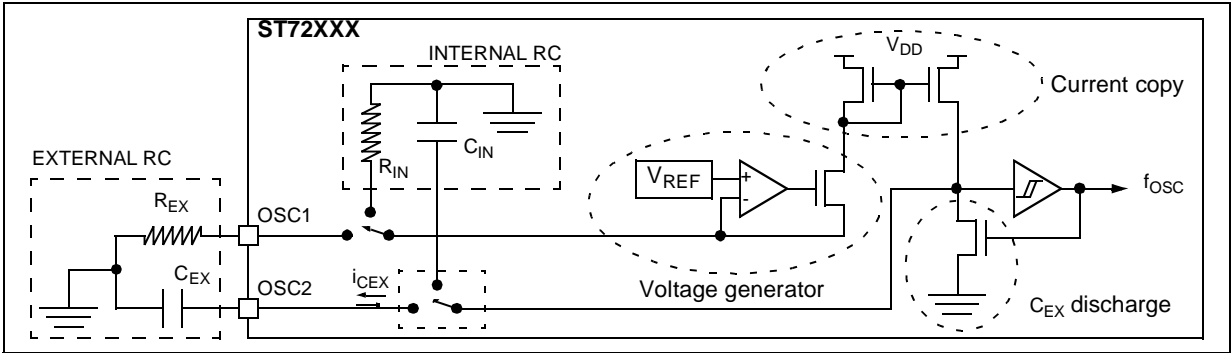 ST72XXX
INTERNAL RC
VDD
Current copy
EXTERNAL RC
RIN
CIN
VREF
+
-
fOSC
REX
OSC1
CEX
OSC2
iCEX
Voltage generator
CEX discharge